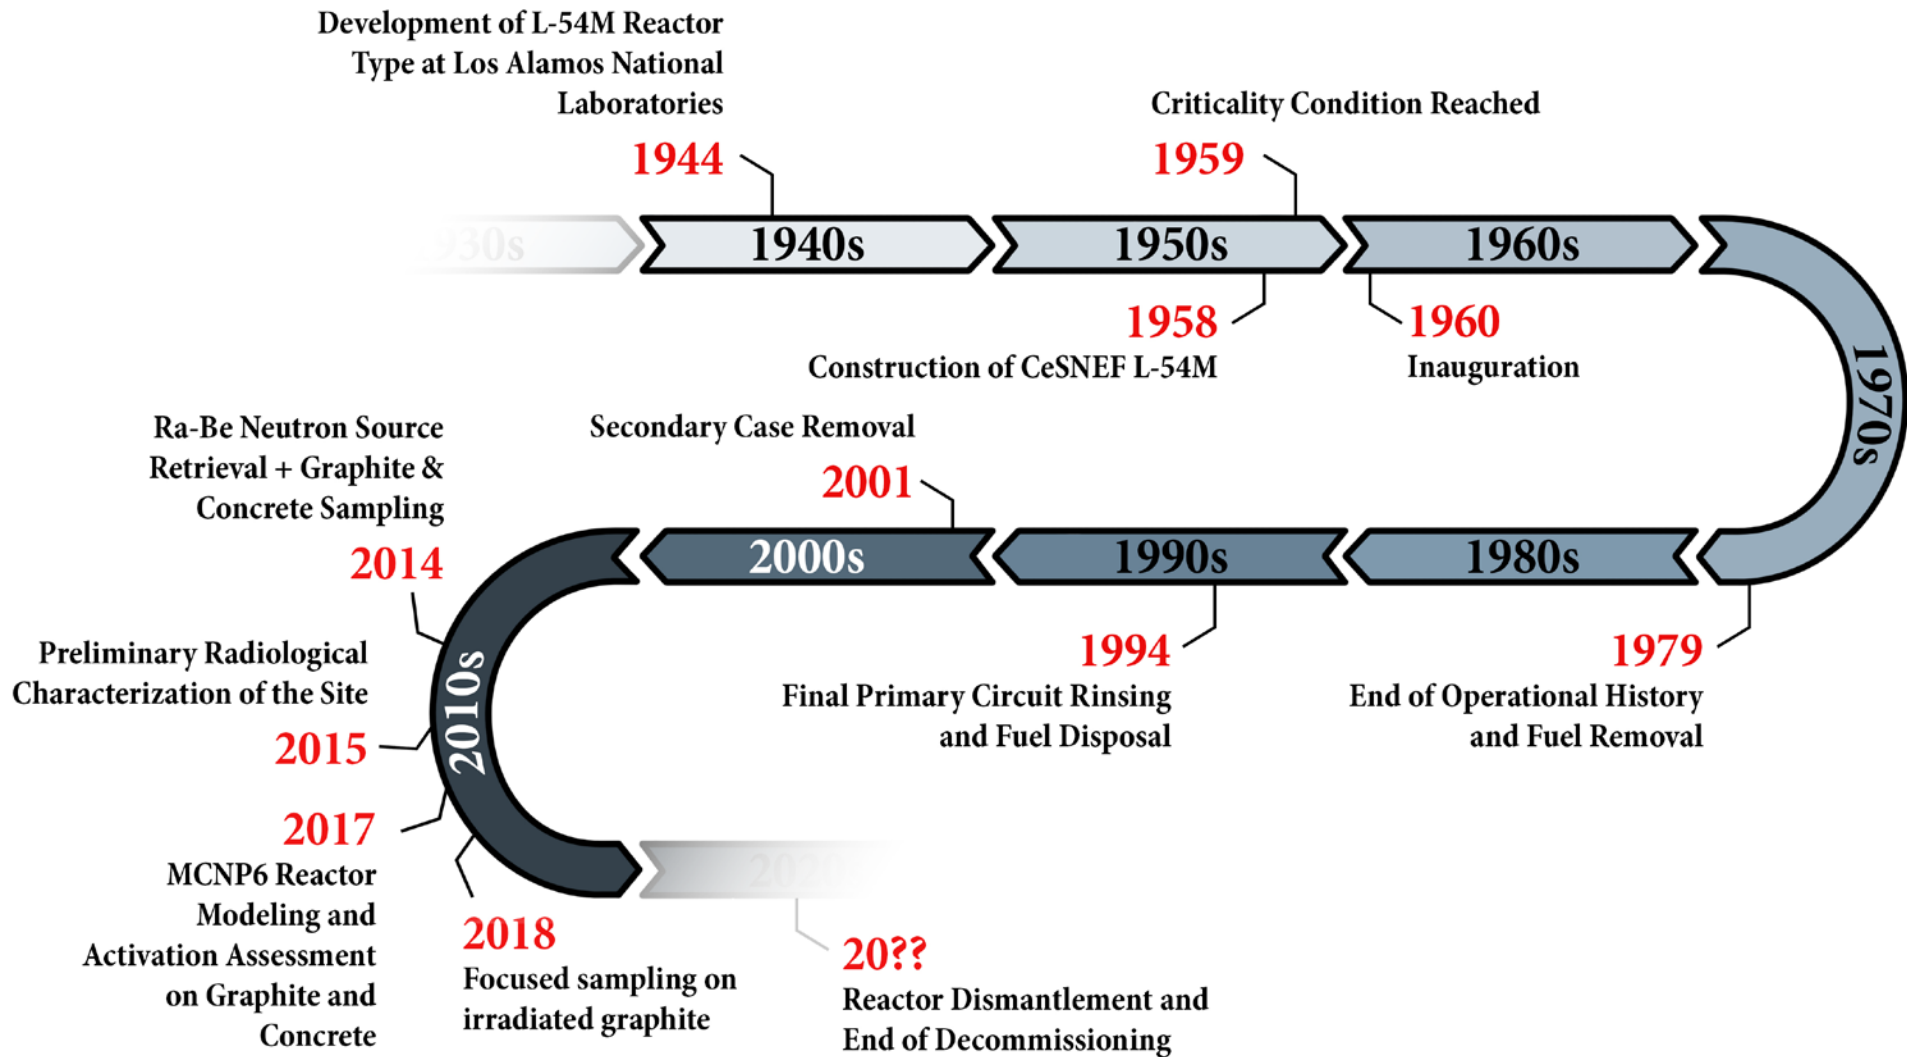 Development of L-54M Reactor
Type at Los Alamos National
Laboratories
1944
Criticality Condition Reached
1959
930s
1940s
1950s
1960s
1958
Construction of CeSNEF L-54M
1960
Inauguration
1970s
1979
End of Operational History
and Fuel Removal
1980s
1990s
1994
Final Primary Circuit Rinsing
and Fuel Disposal
Secondary Case Removal
2001
2000s
Ra-Be Neutron Source
Retrieval + Graphite &
Concrete Sampling
2014
2010s
Preliminary Radiological
Characterization of the Site
2015
2017
MCNP6 Reactor
Modeling and
Activation Assessment
on Graphite and
Concrete
2018
Focused sampling on
irradiated graphite
2020s
20??
Reactor Dismantlement and
End of Decommissioning